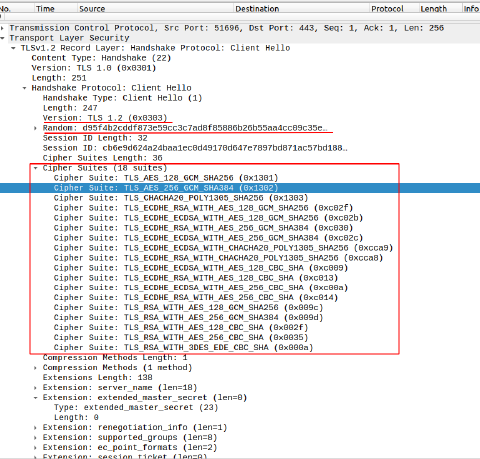 No. Time Source Destination Protocol Length Info
Transmission Control Protocol, Src Port: 51696, Dst Port: 443, Seq: 1, Ack: 1, Len: 256
Transport Layer Security
TLSv1.2 Record Layer: Handshake Protocol: Client Hello
Content Type: Handshake (22)
Version: TLS 1.0 (0x0301)
Length: 251
Handshake Protocol: Client Hello
Handshake Type: Client Hello (1)
Length: 247
Version: TLS 1.2 (0x0303)
Random: d95f4b2cddf873e59cc3c7ad8f85886b26b55aa4cc09c35e…
Session ID Length: 32
Session ID: cb6e9d624a24baa1ec8d49170d647e7897bd871ac57bd188…
Cipher Suites Length: 36
Cipher Suites (18 suites)
Cipher Suite: TLS_AES_128_GCM_SHA256 (0x1301)
Cipher Suite: TLS_AES_256_GCM_SHA384 (0x1302)
Cipher Suite: TLS_CHACHA20_POLY1305_SHA256 (0x1303)
Cipher Suite: TLS_ECDHE_RSA_WITH_AES_128_GCM_SHA256 (0xc02f)
Cipher Suite: TLS_ECDHE_ECDSA_WITH_AES_128_GCM_SHA256 (0xc02b)
Cipher Suite: TLS_ECDHE_RSA_WITH_AES_256_GCM_SHA384 (0xc030)
Cipher Suite: TLS_ECDHE_ECDSA_WITH_AES_256_GCM_SHA384 (0xc02c)
Cipher Suite: TLS_ECDHE_ECDSA_WITH_CHACHA20_POLY1305_SHA256 (0xcca9)
Cipher Suite: TLS_ECDHE_RSA_WITH_CHACHA20_POLY1305_SHA256 (0xcca8)
Cipher Suite: TLS_ECDHE_ECDSA_WITH_AES_128_CBC_SHA (0xc009)
Cipher Suite: TLS_ECDHE_RSA_WITH_AES_128_CBC_SHA (0xc013)
Cipher Suite: TLS_ECDHE_ECDSA_WITH_AES_256_CBC_SHA (0xc00a)
Cipher Suite: TLS_ECDHE_RSA_WITH_AES_256_CBC_SHA (0xc014)
Cipher Suite: TLS_RSA_WITH_AES_128_GCM_SHA256 (0x009c)
Cipher Suite: TLS_RSA_WITH_AES_256_GCM_SHA384 (0x009d)
Cipher Suite: TLS_RSA_WITH_AES_128_CBC_SHA (0x002f)
Cipher Suite: TLS_RSA_WITH_AES_256_CBC_SHA (0x0035)
Cipher Suite: TLS_RSA_WITH_3DES_EDE_CBC_SHA (0x000a)
Compression Methods Length: 1
Compression Methods (1 method)
Extensions Length: 138
Extension: server_name (len=18)
Extension: extended_master_secret (len=0)
Type: extended_master_secret (23)
Length: 0
Extension: renegotiation_info (len=1)
Extension: supported_groups (len=8)
Extension: ec_point_formats (len=2)
Extension: session_ticket (len=0)